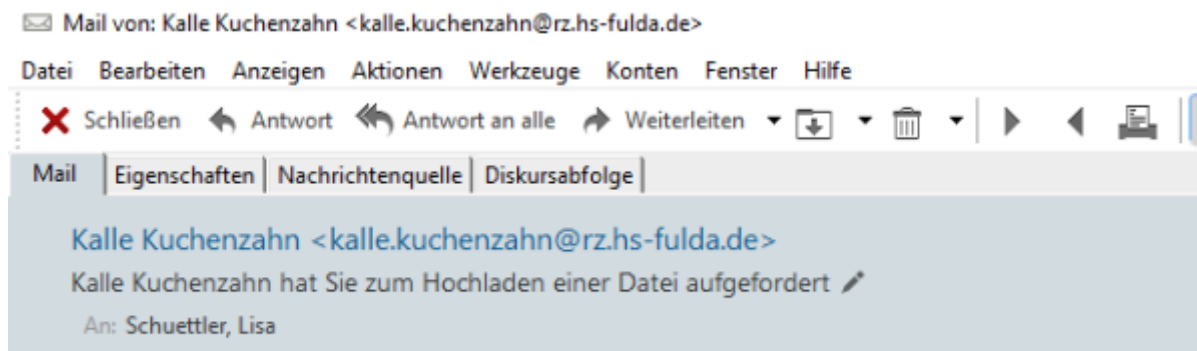 Mail von: Kalle Kuchenzahn <kalle.kuchenzahn@rz.hs-fulda.de>
Datei Bearbeiten Anzeigen Aktionen Werkzeuge Konten Fenster Hilfe
Schließen Antwort Antwort an alle Weiterleiten
Mail Eigenschaften Nachrichtenquelle Diskursabfolge
Kalle Kuchenzahn <kalle.kuchenzahn@rz.hs-fulda.de>
Kalle Kuchenzahn hat Sie zum Hochladen einer Datei aufgefordert
An: Schuettler, Lisa